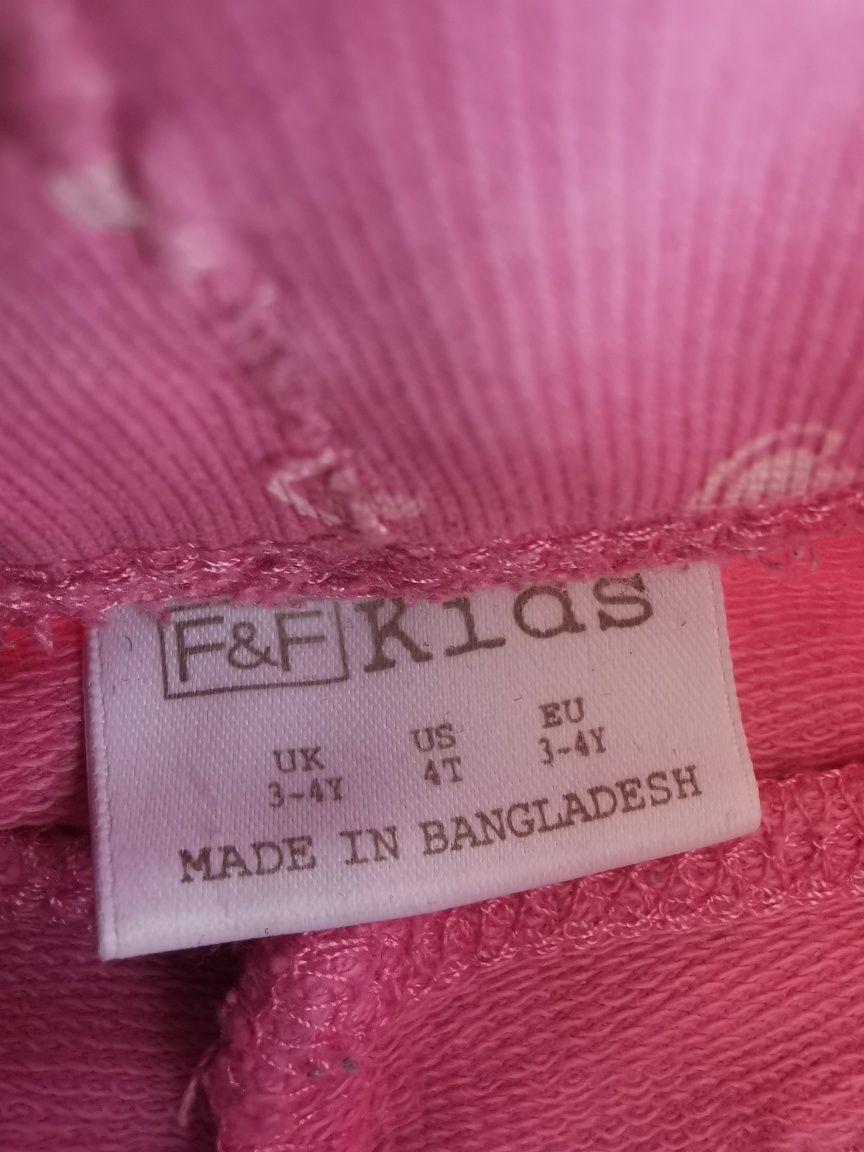 F&F Kids
UK US EU
3-4Y 4T 3-4Y
MADE IN BANGLADESH